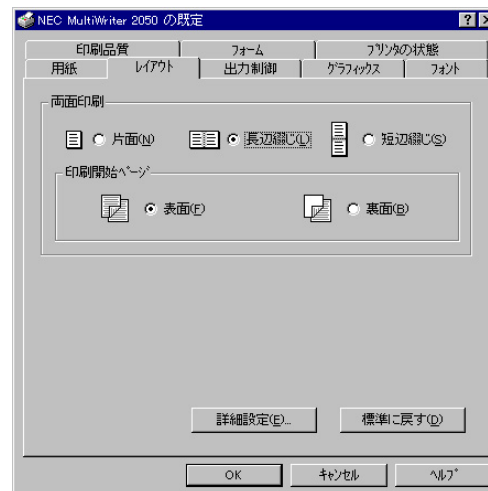 NEC MultiWriter 2050 の既定
印刷品質 フォーム プリンタの状態
用紙 レイアウト 出力制御 グラフィックス フォント
両面印刷
片面(N) 長辺綴じ(L) 短辺綴じ(S)
印刷開始ページ
表面(F) 裏面(B)
詳細設定(E)... 標準に戻す(D)
OK キャンセル ヘルプ